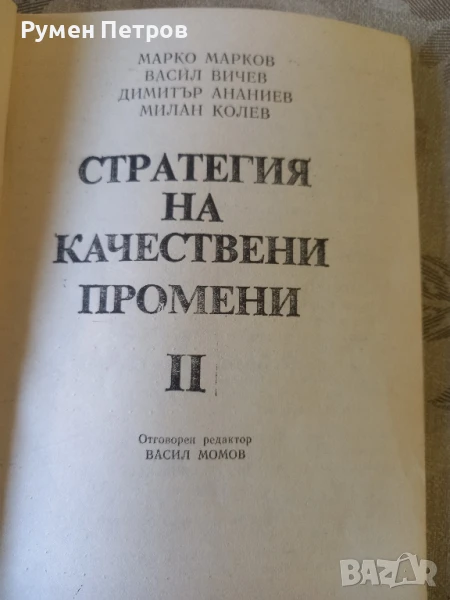 Румен Петров
МАРКО МАРКОВ
ВАСИЛ ВИЧЕВ
ДИМИТЪР АНАНИЕВ
МИЛАН КОЛЕВ
СТРАТЕГИЯ
НА
КАЧЕСТВЕНИ
ПРОМЕНИ
II
Отговорен редактор
ВАСИЛ МОМОВ
BAZAR